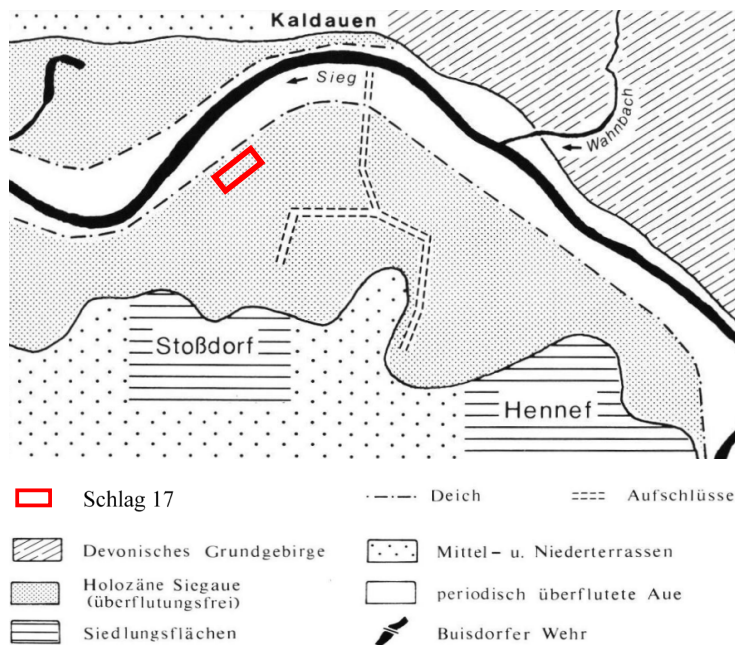 Kaldauen
Sieg
Wahnbach
Stoßdorf
Hennef
Schlag 17
Deich
Aufschlüsse
Devonisches Grundgebirge
Mittel- u. Niederterrassen
Holozäne Siegaue
(überflutungsfrei)
periodisch überflutete Aue
Siedlungsflächen
Buisdorfer Wehr